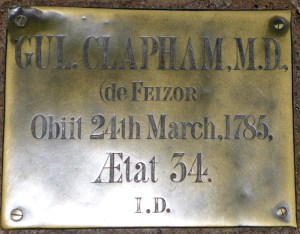 GUL. CLAPHAM, M.D.,
(de FEIZOR)
Obiit 24th March, 1785,
Ætat 34.
I.D.